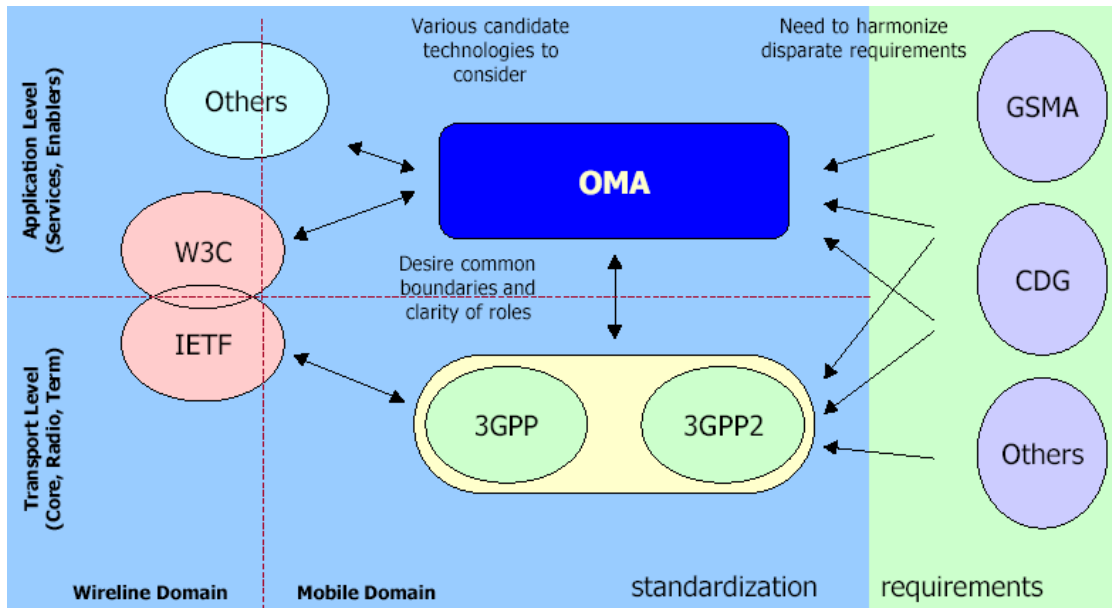 Various candidate
technologies to
consider
Need to harmonize
disparate requirements
Application Level
(Services, Enablers)
Others
OMA
GSMA
W3C
Desire common
boundaries and
clarity of roles
CDG
IETF
Transport Level
(Core, Radio, Term)
3GPP
3GPP2
Others
Wireline Domain
Mobile Domain
standardization
requirements